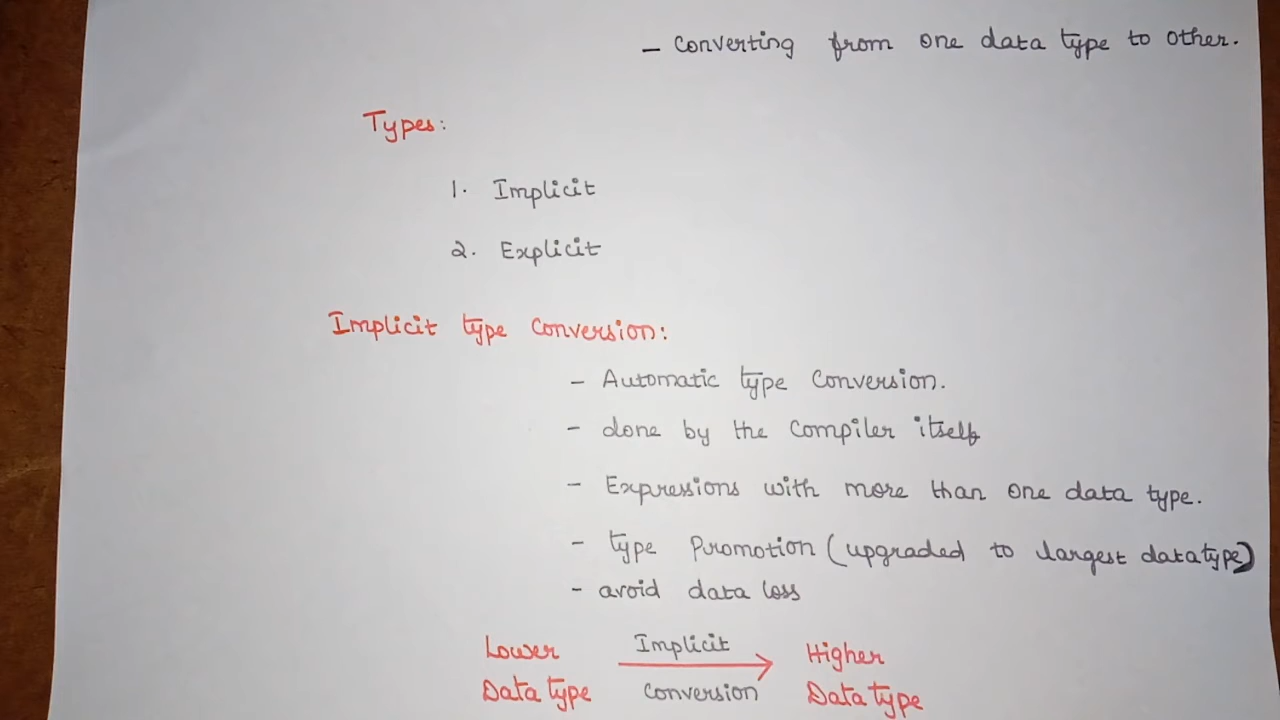 - Converting from one data type to other.
Types:
1. Implicit
2. Explicit
Implicit type conversion:
- Automatic type conversion.
- done by the compiler itself
- Expressions with more than one data type.
- type Promotion (upgraded to largest datatype)
- avoid data loss
Lower Implicit Higher
Data type conversion Data type